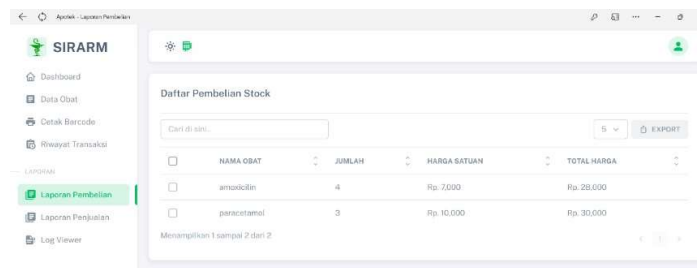 Apotek - Laporan Pembelian
SIRARM
Dashboard
Data Obat
Cetak Barcode
Riwayat Transaksi
LAPORAN
Laporan Pembelian
Laporan Penjualan
Log Viewer
Daftar Pembelian Stock
Cari di sini..
5
EXPORT
NAMA OBAT JUMLAH HARGA SATUAN TOTAL HARGA
amoxicilin 4 Rp. 7,000 Rp. 28,000
paracetamol 3 Rp. 10,000 Rp. 30,000
Menampilkan 1 sampai 2 dari 2
1